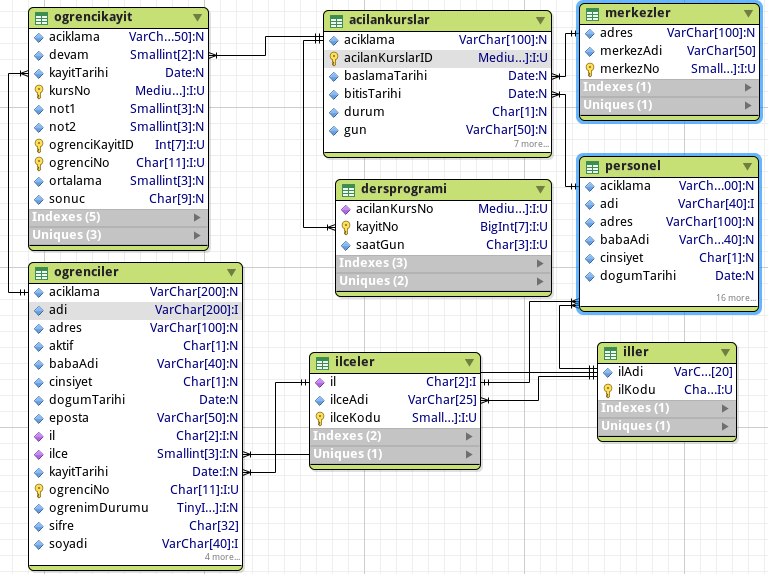 ogrencikayit
aciklama VarCh...50]:N
devam Smallint[2]:N
kayitTarihi Date:N
kursNo Mediu...]:I:U
not1 Smallint[3]:N
not2 Smallint[3]:N
ogrenciKayitID Int[7]:I:U
ogrenciNo Char[11]:I:U
ortalama Smallint[3]:N
sonuc Char[9]:N
Indexes (5)
Uniques (3)
acilankurslar
aciklama VarChar[100]:N
acilanKurslarID Mediu...]:I:U
baslamaTarihi Date:N
bitisTarihi Date:N
durum Char[1]:N
gun VarChar[50]:N
7 more...
merkezler
adres VarChar[100]:N
merkezAdi VarChar[50]
merkezNo Small...]:I:U
Indexes (1)
Uniques (1)
dersprogrami
acilanKursNo Mediu...]:I:U
kayitNo BigInt[7]:I:U
saatGun Char[3]:I:U
Indexes (3)
Uniques (2)
personel
aciklama VarCh...00]:N
adi VarChar[40]:I
adres VarChar[100]:N
babaAdi VarCh...40]:N
cinsiyet Char[1]:N
dogumTarihi Date:N
16 more...
ogrenciler
aciklama VarChar[200]:N
adi VarChar[200]:I
adres VarChar[100]:N
aktif Char[1]:N
babaAdi VarChar[40]:N
cinsiyet Char[1]:N
dogumTarihi Date:N
eposta VarChar[50]:N
il Char[2]:I:N
ilce Smallint[3]:I:N
kayitTarihi Date:I:N
ogrenciNo Char[11]:I:U
ogrenimDurumu TinyI...]:I:N
sifre Char[32]
soyadi VarChar[40]:I
4 more...
ilceler
il Char[2]:I
ilceAdi VarChar[25]
ilceKodu Small...]:I:U
Indexes (2)
Uniques (1)
iller
ilAdi VarC...[20]
ilKodu Cha...I:U
Indexes (1)
Uniques (1)